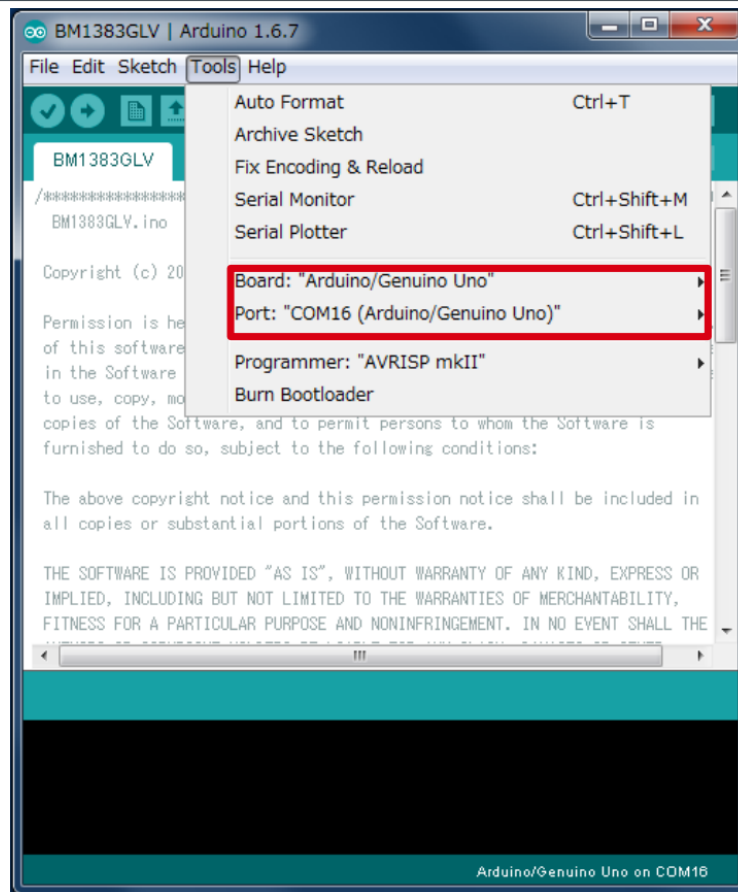 BM1383GLV | Arduino 1.6.7
File Edit Sketch Tools Help
Auto Format Ctrl+T
Archive Sketch
Fix Encoding & Reload
Serial Monitor Ctrl+Shift+M
Serial Plotter Ctrl+Shift+L
Board: "Arduino/Genuino Uno"
Port: "COM16 (Arduino/Genuino Uno)"
Programmer: "AVRISP mkII"
Burn Bootloader
BM1383GLV
/********************
BM1383GLV.ino
Copyright (c) 20
Permission is he
of this software
in the Software
to use, copy, mo
copies of the Software, and to permit persons to whom the Software is
furnished to do so, subject to the following conditions:
The above copyright notice and this permission notice shall be included in
all copies or substantial portions of the Software.
THE SOFTWARE IS PROVIDED "AS IS", WITHOUT WARRANTY OF ANY KIND, EXPRESS OR
IMPLIED, INCLUDING BUT NOT LIMITED TO THE WARRANTIES OF MERCHANTABILITY,
FITNESS FOR A PARTICULAR PURPOSE AND NONINFRINGEMENT. IN NO EVENT SHALL THE
Arduino/Genuino Uno on COM16